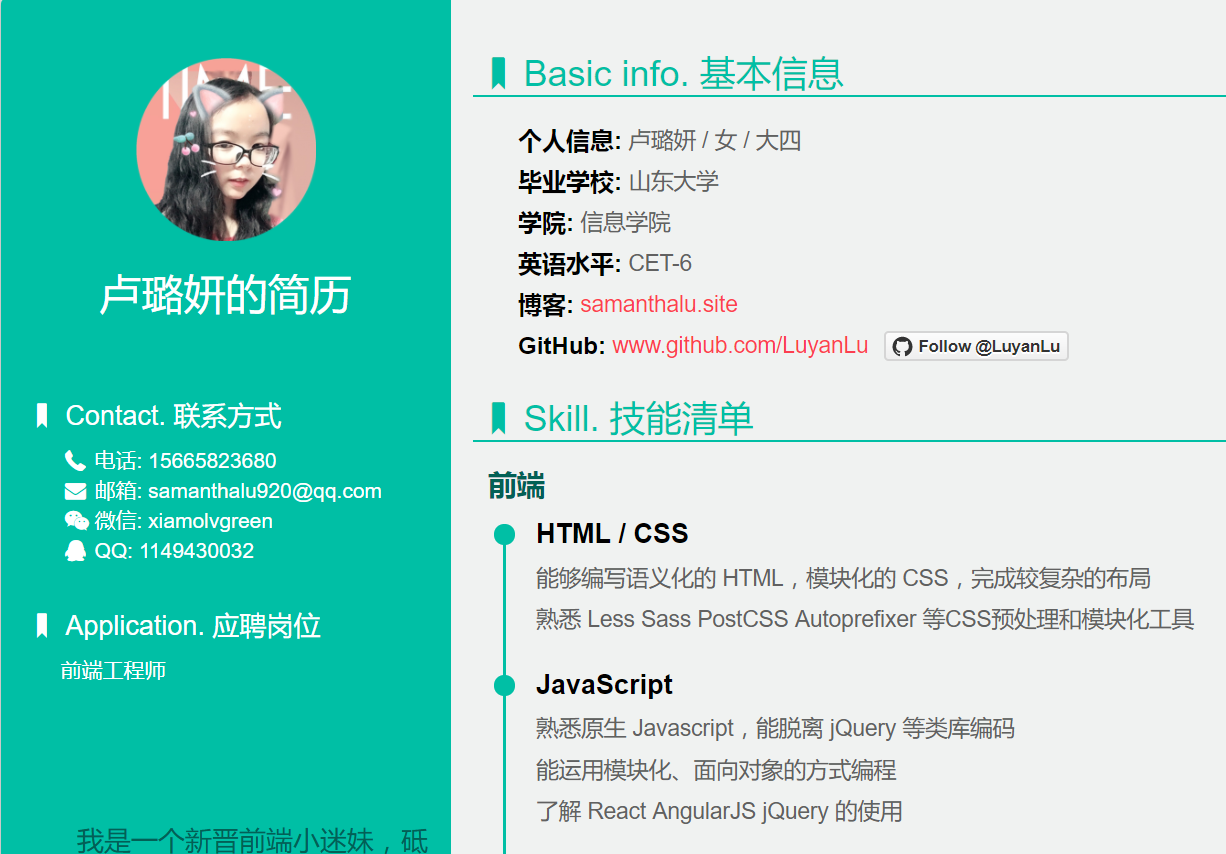 卢璐妍的简历
Contact. 联系方式
电话: 15665823680
邮箱: samanthalu920@qq.com
微信: xiamolvgreen
QQ: 1149430032
Application. 应聘岗位
前端工程师
我是一个新晋前端小迷妹，砥
Basic info. 基本信息
个人信息: 卢璐妍 / 女 / 大四
毕业学校: 山东大学
学院: 信息学院
英语水平: CET-6
博客: samanthalu.site
GitHub: www.github.com/LuyanLu Follow @LuyanLu
Skill. 技能清单
前端
HTML / CSS
能够编写语义化的 HTML，模块化的 CSS，完成较复杂的布局
熟悉 Less Sass PostCSS Autoprefixer 等CSS预处理和模块化工具
JavaScript
熟悉原生 Javascript，能脱离 jQuery 等类库编码
能运用模块化、面向对象的方式编程
了解 React AngularJS jQuery 的使用